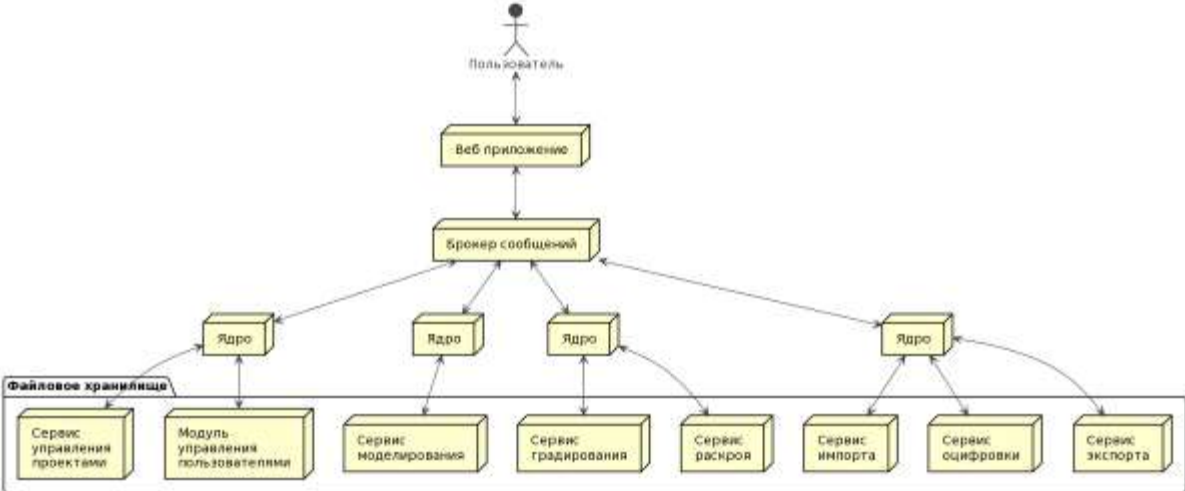 Пользователь
Веб приложение
Брокер сообщений
Ядро
Ядро
Ядро
Ядро
Файловое хранилище
Сервис
управления
проектами
Модуль
управления
пользователями
Сервис
моделирования
Сервис
градирования
Сервис
раскроя
Сервис
импорта
Сервис
оцифровки
Сервис
экспорта